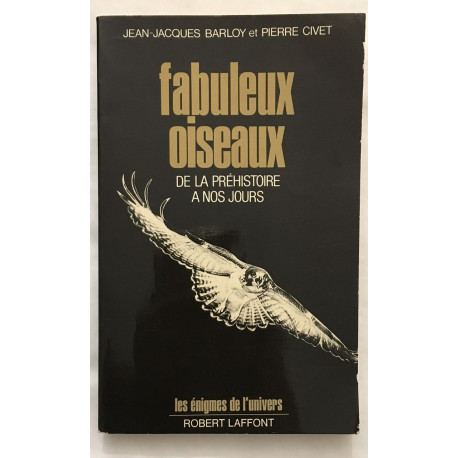 JEAN-JACQUES BARLOY et PIERRE CIVET
fabuleux
oiseaux
DE LA PRÉHISTOIRE
A NOS JOURS
les énigmes de l'univers
ROBERT LAFFONT